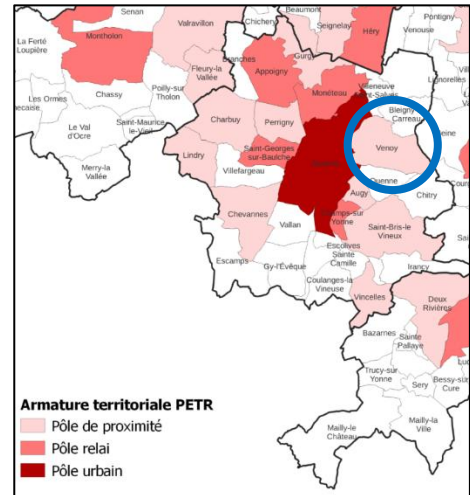 Senan
Chichery
Beaumont
Seignelay
Héry
Pontigny
Venouse
La Ferté
Loupière
Montholon
Valravillon
Fleury-la
Vallée
Branches
Appoigny
Gurgy
Monéteau
Villeneuve
Saint-Salves
Lignorelles
Les Ormes
Chassy
Poilly-sur
Tholon
Saint-Maurice
le-Vieil
Le Val
d'Ocre
Merry-la
Vallée
Charbuy
Perrigny
Bleigny
Carreau
Venoy
Lindry
Saint-Georges
sur-Baulche
Villefargeau
Quenne
Augy
Chitry
Chevannes
Vallan
Champs-sur
Yonne
Saint-Bris-le
Vineux
Escamps
Gy-l'Évêque
Escolives
Sainte
Camille
Irancy
Coulanges-la
Vineuse
Vincelles
Deux
Rivières
Bazarnes
Sainte
Pallaye
Trucy-sur
Yonne
Sery
Bessy-sur
Cure
Mailly-la
Ville
Mailly-le
Château
Armature territoriale PETR
Pôle de proximité
Pôle relai
Pôle urbain